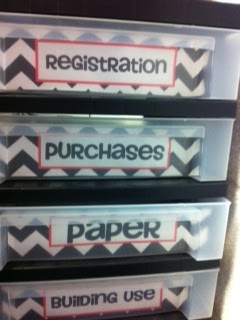 REGISTRATION
PURCHASES
PAPER
BUILDING USE